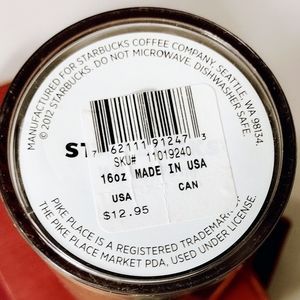 MANUFACTURED FOR STARBUCKS COFFEE COMPANY, SEATTLE, WA 98134.
© 2012 STARBUCKS. DO NOT MICROWAVE. DISHWASHER SAFE.
ST
7 62111 91247 3
SKU# 11019240
16oz MADE IN USA
USA CAN
$12.95
PIKE PLACE IS A REGISTERED TRADEMARK
THE PIKE PLACE MARKET PDA, USED UNDER LICENSE.